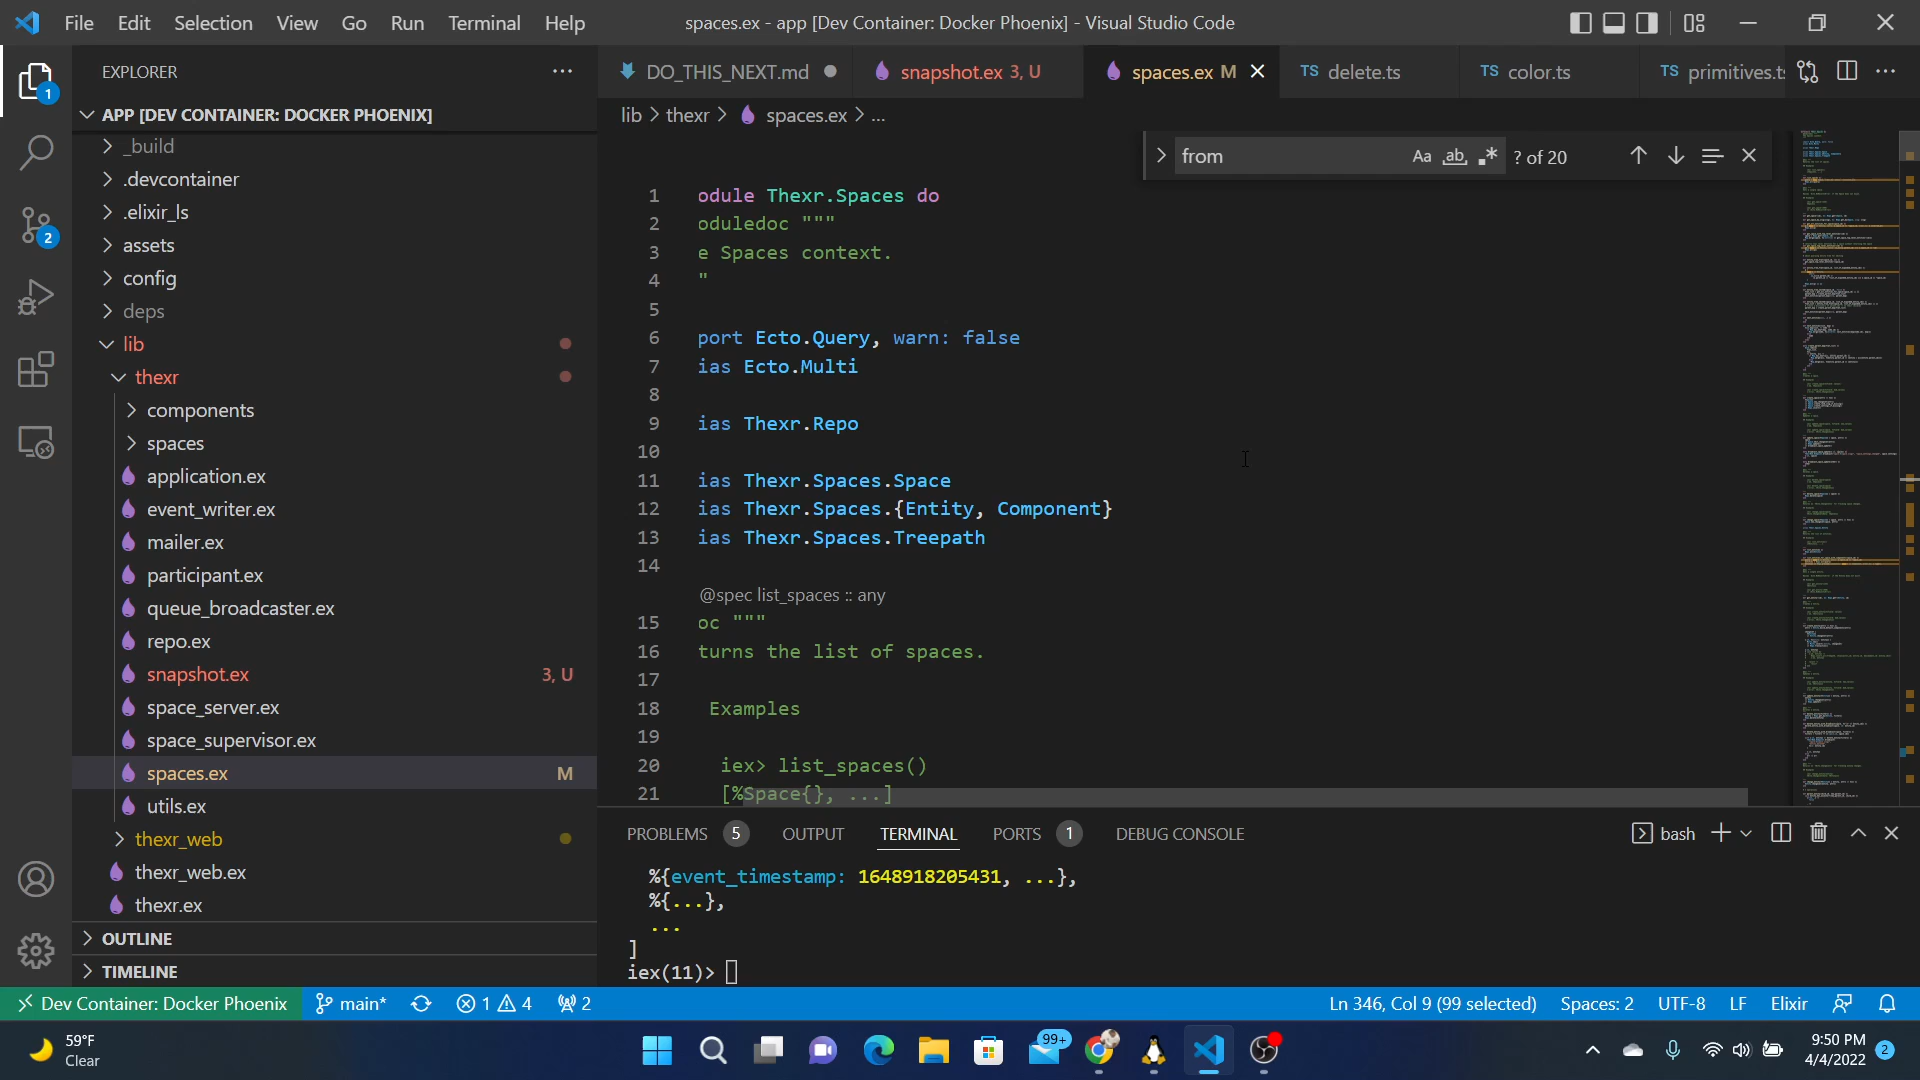 File Edit Selection View Go Run Terminal Help
spaces.ex - app [Dev Container: Docker Phoenix] - Visual Studio Code
EXPLORER
APP [DEV CONTAINER: DOCKER PHOENIX]
_build
.devcontainer
.elixir_ls
assets
config
deps
lib
thexr
components
spaces
application.ex
event_writer.ex
mailer.ex
participant.ex
queue_broadcaster.ex
repo.ex
snapshot.ex 3, U
space_server.ex
space_supervisor.ex
spaces.ex M
utils.ex
thexr_web
thexr_web.ex
thexr.ex
OUTLINE
TIMELINE
1
2
DO_THIS_NEXT.md
snapshot.ex 3, U
spaces.ex M
TS delete.ts
TS color.ts
TS primitives.ts
lib > thexr > spaces.ex > ...
from Aa ab ? of 20
1 odule Thexr.Spaces do
2 oduledoc """
3 e Spaces context.
4 "
5
6 port Ecto.Query, warn: false
7 ias Ecto.Multi
8
9 ias Thexr.Repo
10
11 ias Thexr.Spaces.Space
12 ias Thexr.Spaces.{Entity, Component}
13 ias Thexr.Spaces.Treepath
14
@spec list_spaces :: any
15 oc """
16 turns the list of spaces.
17
18 Examples
19
20 iex> list_spaces()
21 [%Space{}, ...]
PROBLEMS 5 OUTPUT TERMINAL PORTS 1 DEBUG CONSOLE
bash
%{event_timestamp: 1648918205431, ...},
%{...},
...
]
iex(11)>
Dev Container: Docker Phoenix main* 1 4 2
Ln 346, Col 9 (99 selected) Spaces: 2 UTF-8 LF Elixir
59°F
Clear
99+
9:50 PM
4/4/2022
2